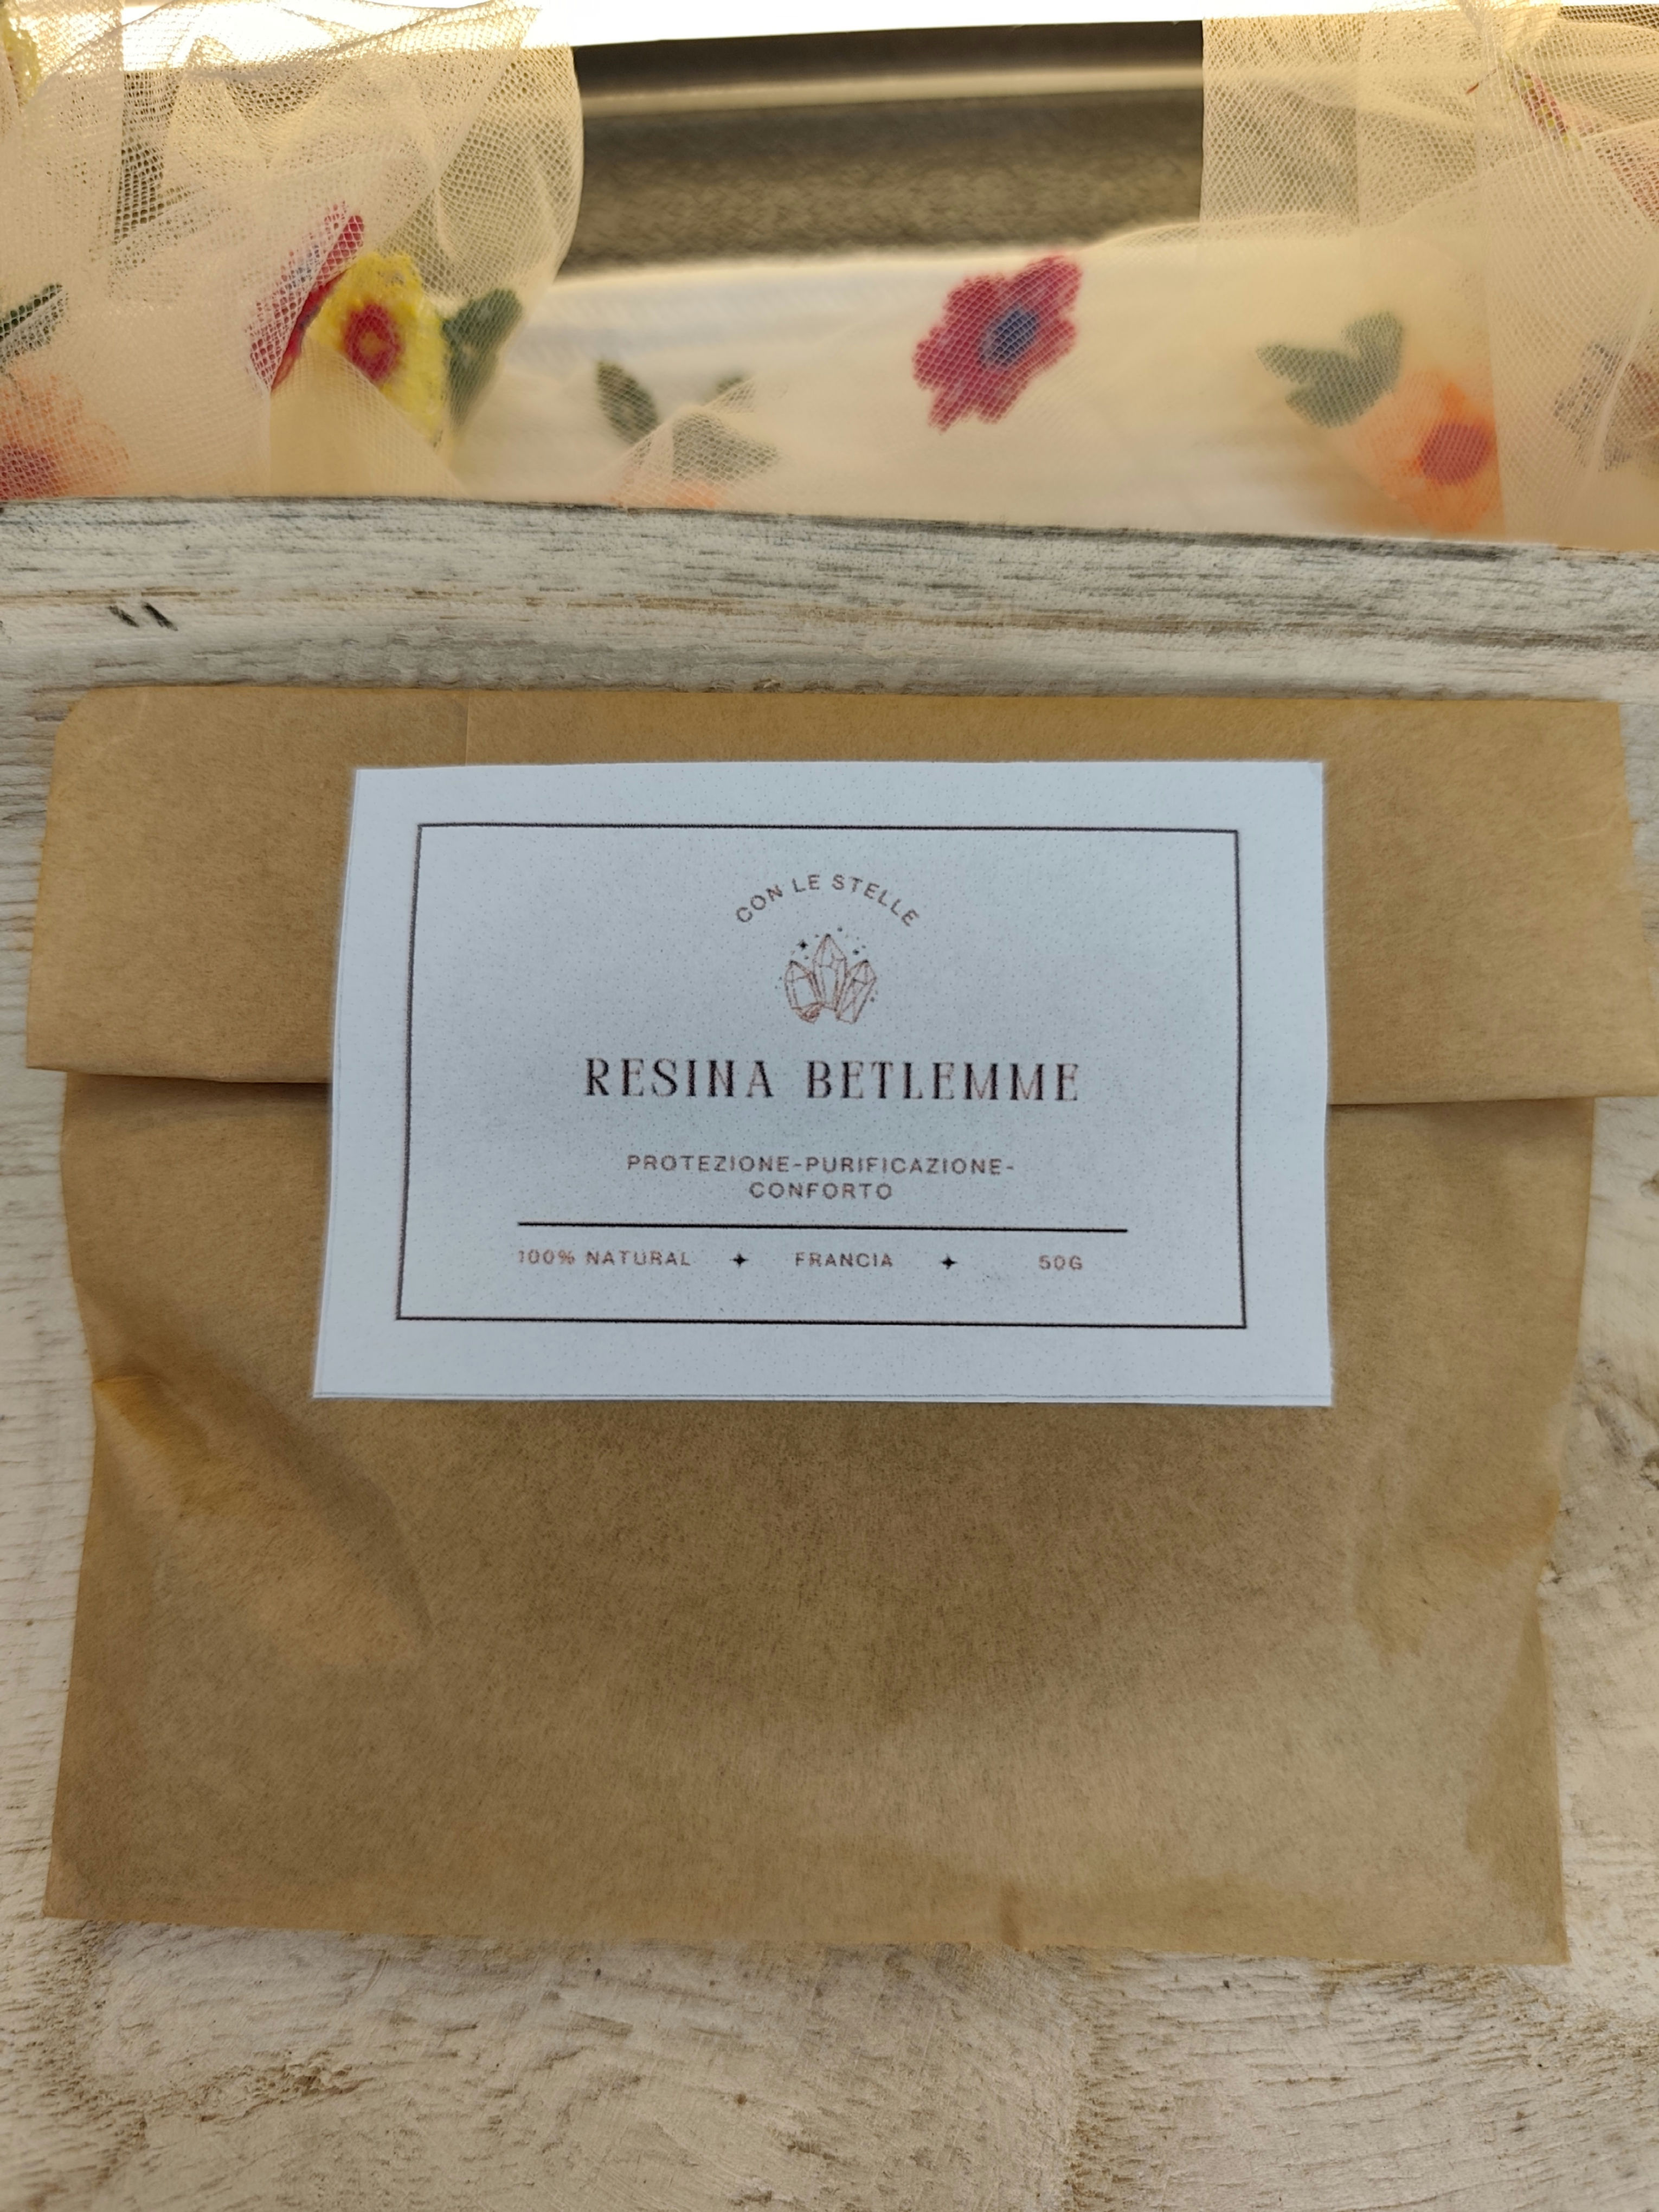 CON LE STELLE
RESINA BETLEMME
PROTEZIONE-PURIFICAZIONE-
CONFORTO
100% NATURAL ✦ FRANCIA ✦ 50G